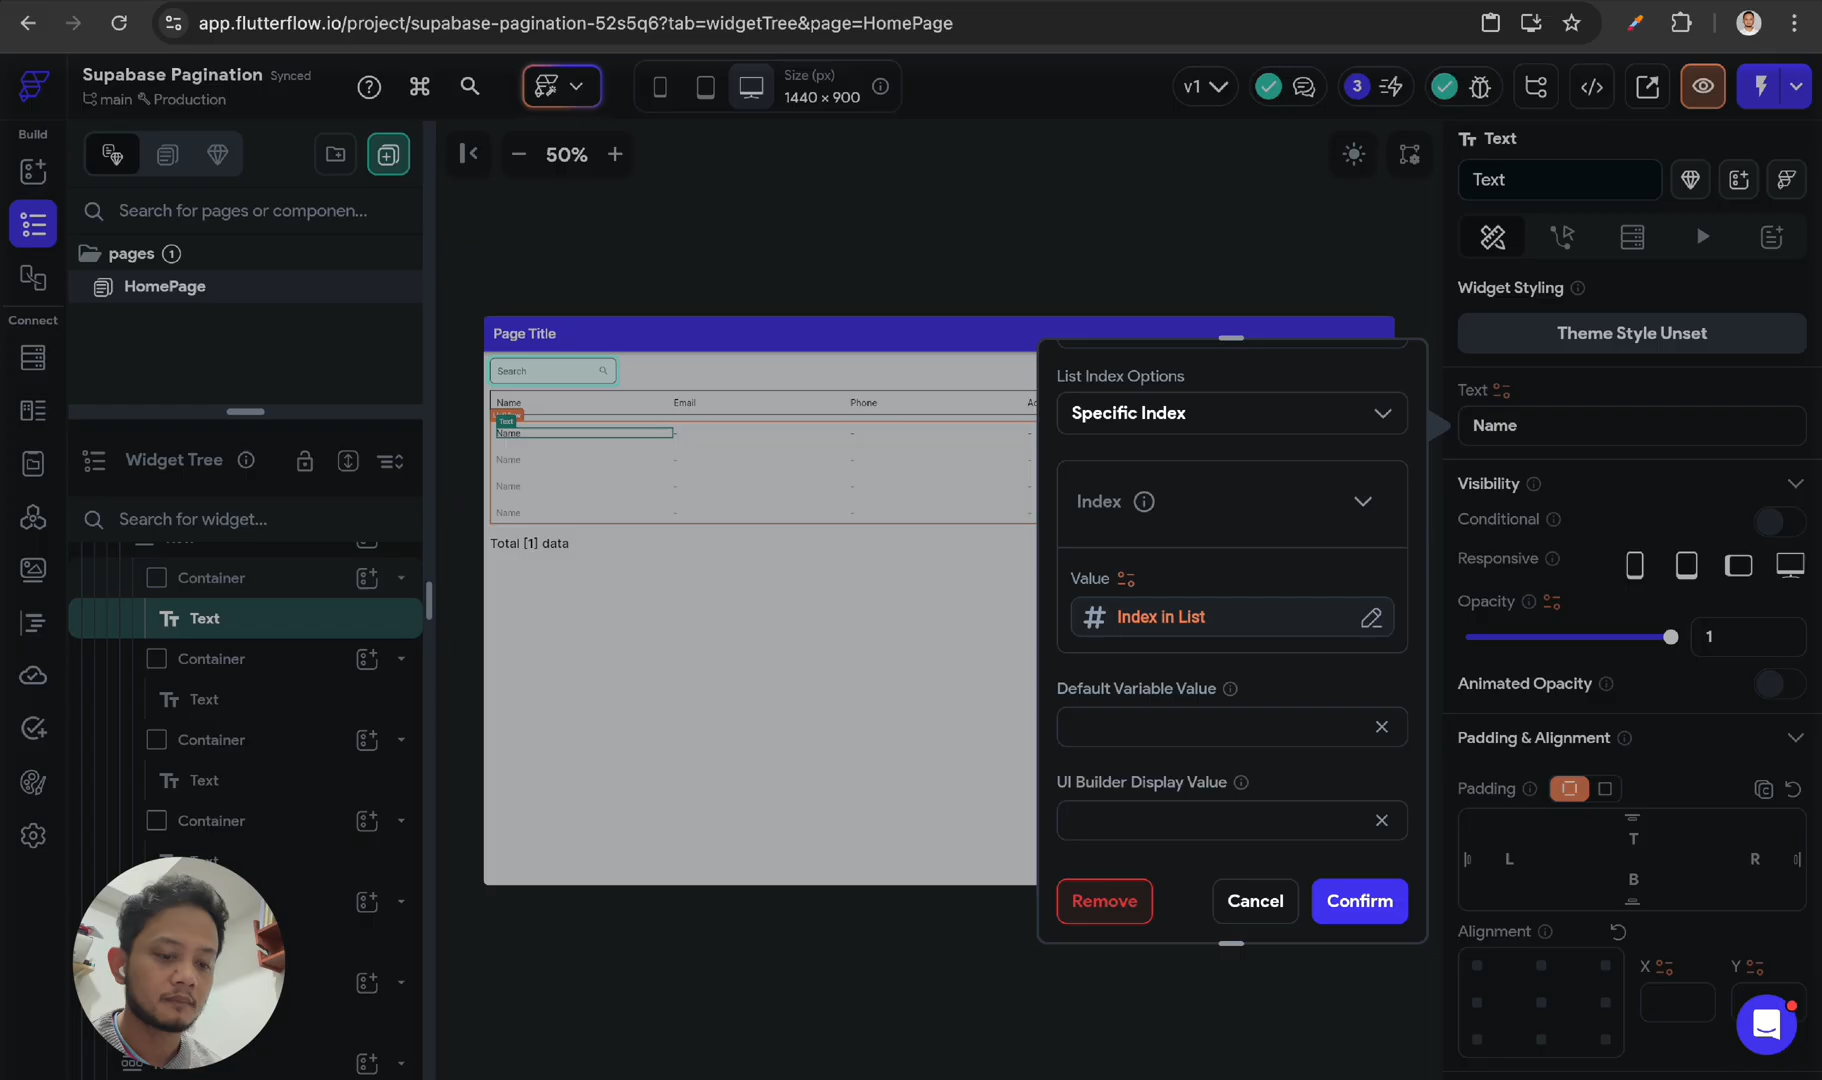 app.flutterflow.io/project/supabase-pagination-52s5q6?tab=widgetTree&page=HomePage
Supabase Pagination Synced
main Production
Size (px)
1440 × 900
v1
3
Build
Connect
50%
Search for pages or componen...
pages 1
HomePage
Widget Tree
Search for widget...
Container
Text
Container
Text
Container
Text
Container
Page Title
Search
Name Email Phone
Text
Name - - -
Name - - -
Name - - -
Name - - -
Total [1] data
List Index Options
Specific Index
Index
Value
Index in List
Default Variable Value
UI Builder Display Value
Remove
Cancel
Confirm
Text
Text
Widget Styling
Theme Style Unset
Text
Name
Visibility
Conditional
Responsive
Opacity
1
Animated Opacity
Padding & Alignment
Padding
T
L
R
B
Alignment
X
Y